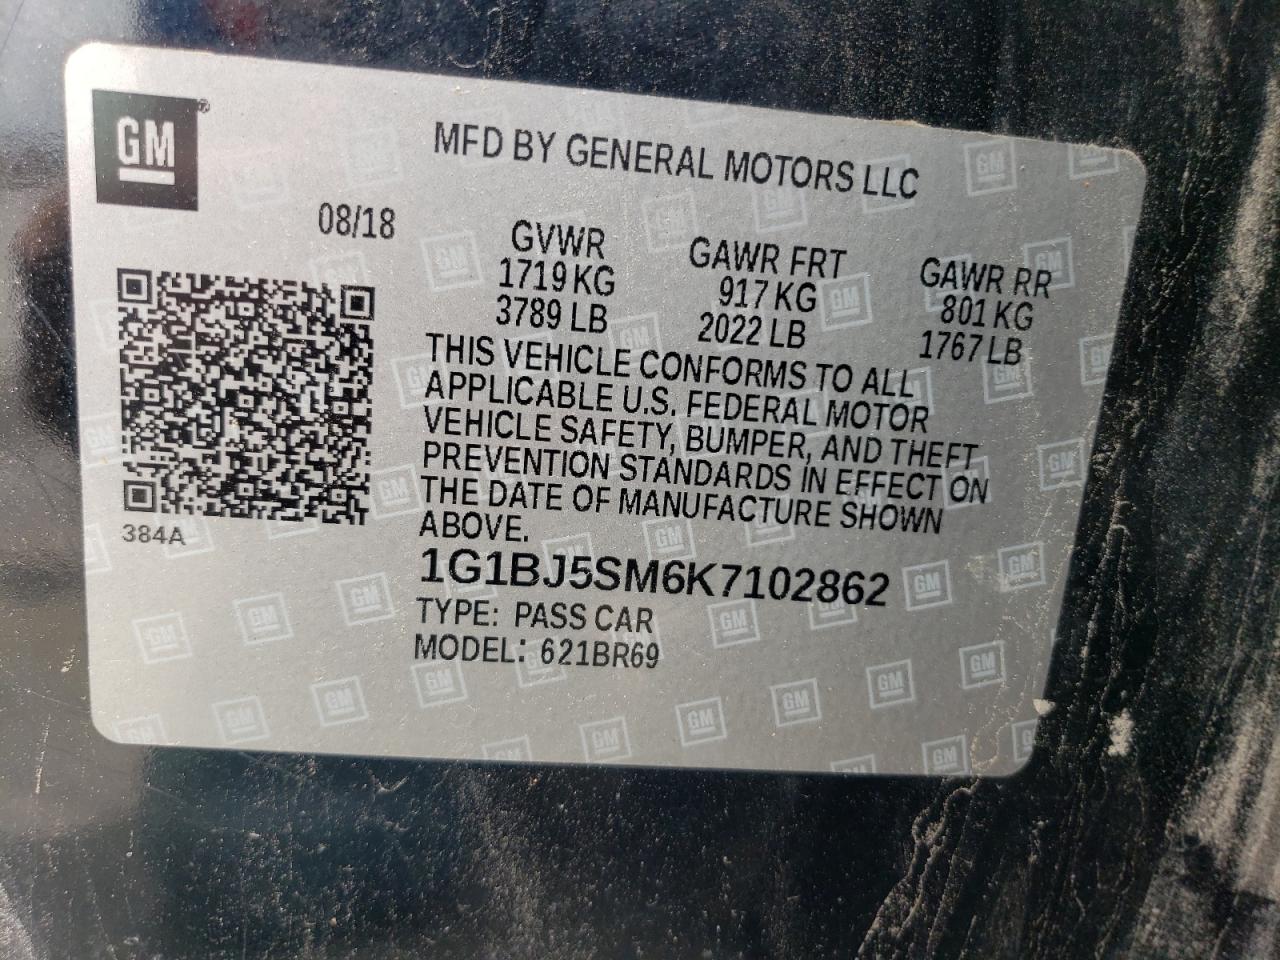 GM®
MFD BY GENERAL MOTORS LLC
08/18
GVWR
1719 KG
3789 LB
GAWR FRT
917 KG
2022 LB
GAWR RR
801 KG
1767 LB
THIS VEHICLE CONFORMS TO ALL
APPLICABLE U.S. FEDERAL MOTOR
VEHICLE SAFETY, BUMPER, AND THEFT
PREVENTION STANDARDS IN EFFECT ON
THE DATE OF MANUFACTURE SHOWN
ABOVE.
384A
1G1BJ5SM6K7102862
TYPE: PASS CAR
MODEL: 621BR69